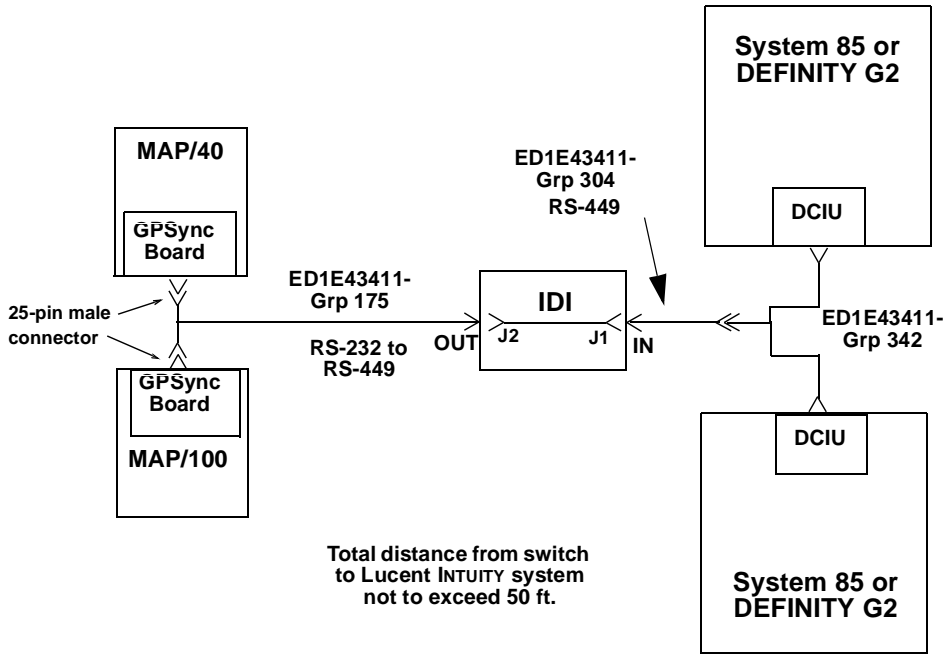 System 85 or
DEFINITY G2
DCIU
MAP/40
GPSync
Board
ED1E43411-
Grp 304
RS-449
25-pin male
connector
ED1E43411-
Grp 175
RS-232 to
RS-449
OUT
IDI
J2
J1
IN
ED1E43411-
Grp 342
GPSync
Board
MAP/100
DCIU
System 85 or
DEFINITY G2
Total distance from switch
to Lucent INTUITY system
not to exceed 50 ft.